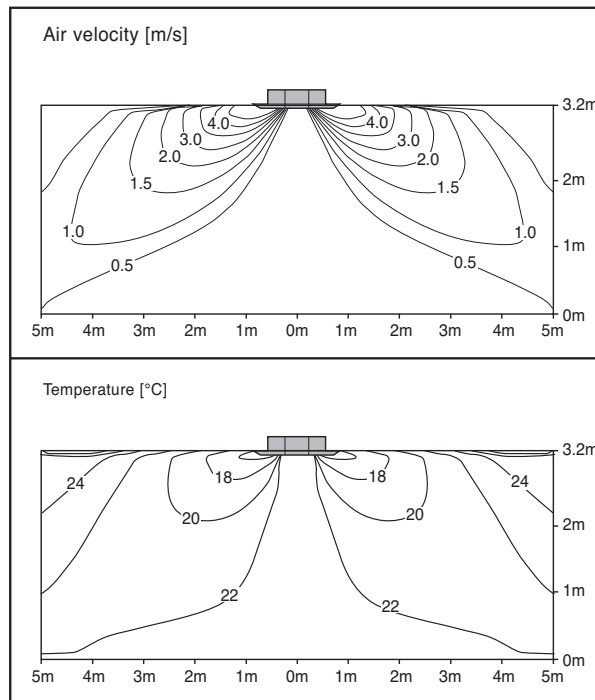 Air velocity [m/s]
3.2m
4.0 4.0
3.0 3.0
2.0 2.0
1.5 1.5
2m
1.0 1.0
1m
0.5 0.5
0m
5m 4m 3m 2m 1m 0m 1m 2m 3m 4m 5m
Temperature [°C]
3.2m
18 18
24 24
20 20
2m
22 22
1m
0m
5m 4m 3m 2m 1m 0m 1m 2m 3m 4m 5m